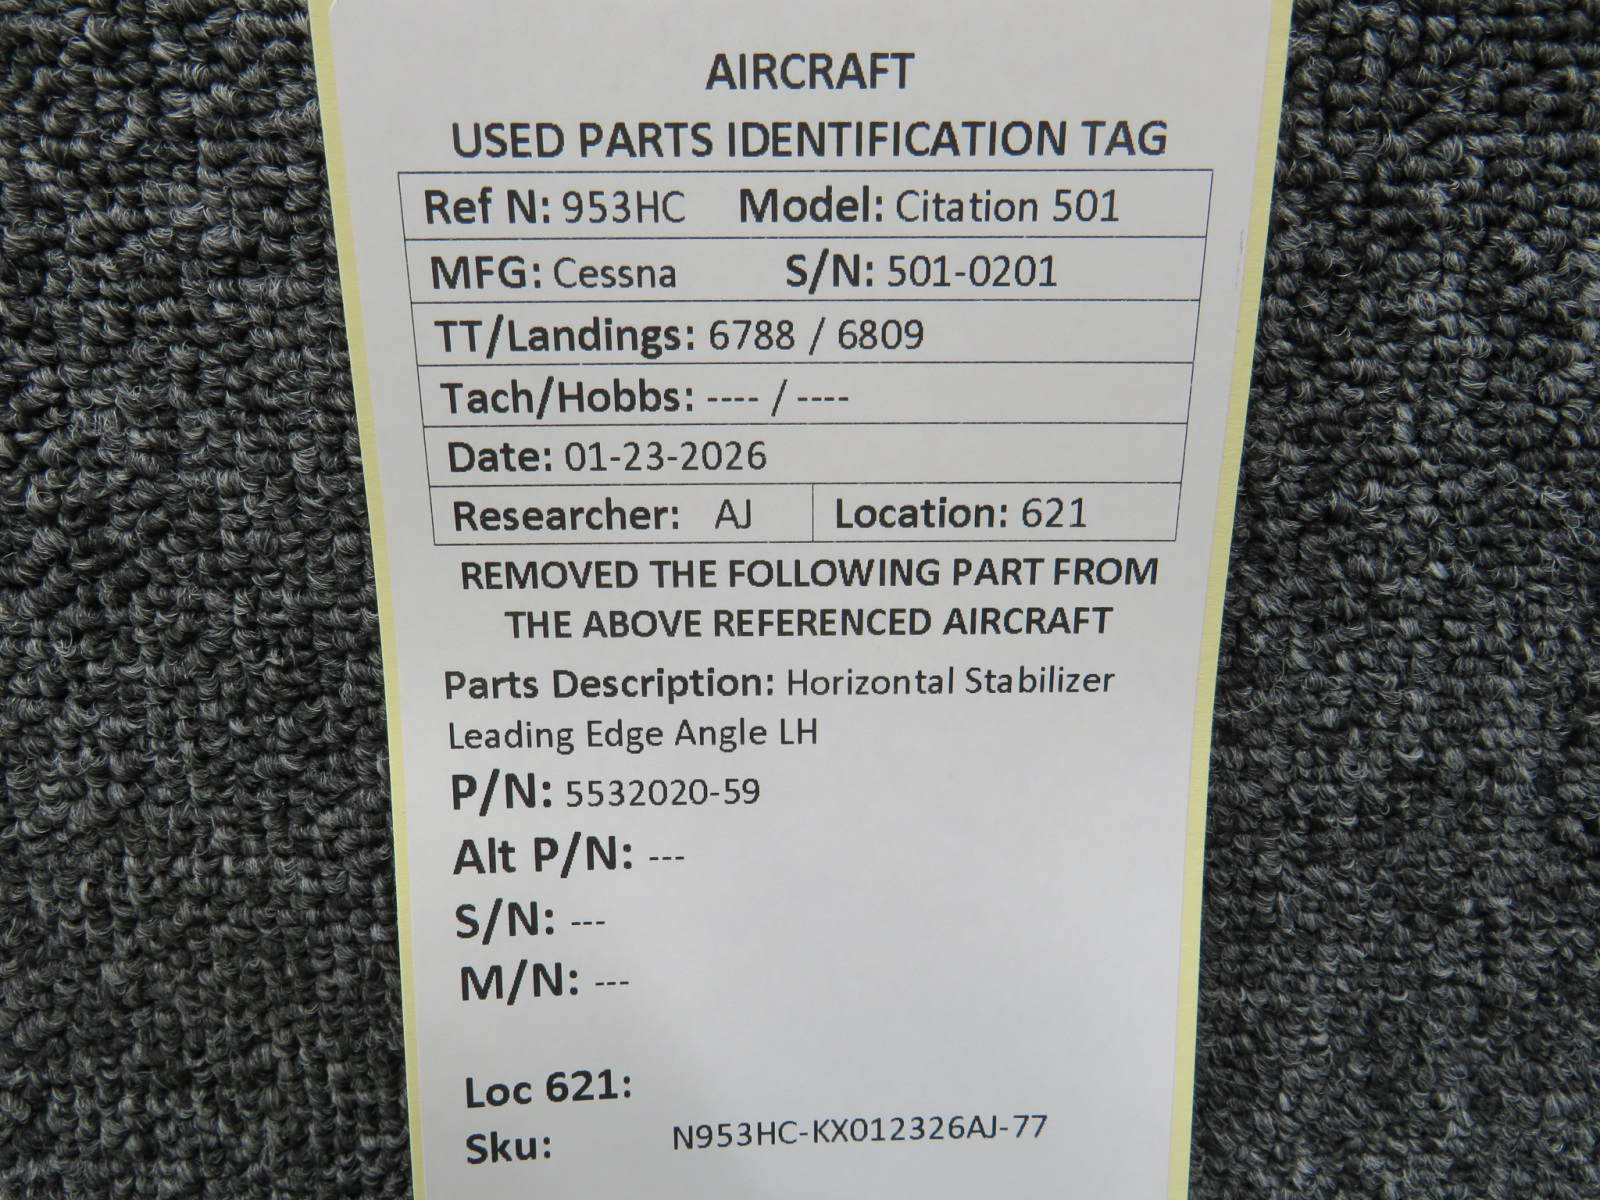 AIRCRAFT
USED PARTS IDENTIFICATION TAG
Ref N: 953HC Model: Citation 501
MFG: Cessna S/N: 501-0201
TT/Landings: 6788 / 6809
Tach/Hobbs: ---- / ----
Date: 01-23-2026
Researcher: AJ Location: 621
REMOVED THE FOLLOWING PART FROM
THE ABOVE REFERENCED AIRCRAFT
Parts Description: Horizontal Stabilizer
Leading Edge Angle LH
P/N: 5532020-59
Alt P/N: ---
S/N: ---
M/N: ---
Loc 621:
Sku: N953HC-KX012326AJ-77